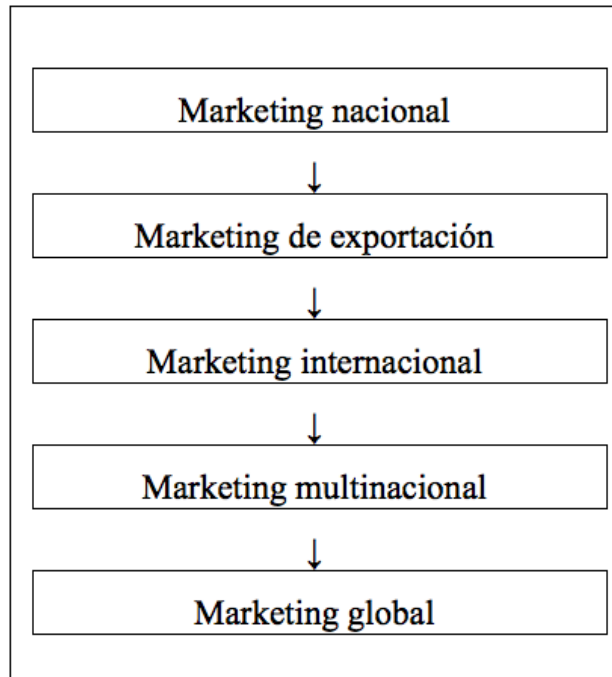 Marketing nacional
↓
Marketing de exportación
↓
Marketing internacional
↓
Marketing multinacional
↓
Marketing global